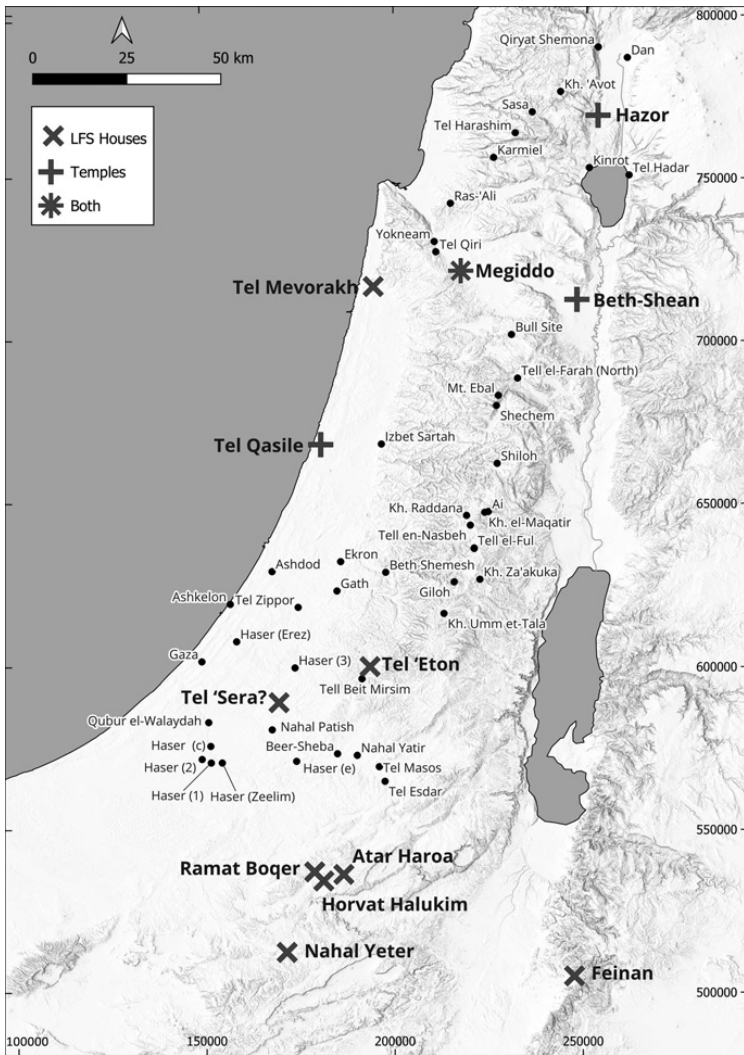 800000
Qiryat Shemona
Dan
0 25 50 km
Kh. 'Avot
Sasa
Hazor
LFS Houses
Tel Harashim
Temples
Karmiel
Kinrot
Tel Hadar
750000
Both
Ras-'Ali
Yokneam
Tel Qiri
Megiddo
Tel Mevorakh
Beth-Shean
Bull Site
700000
Tell el-Farah (North)
Mt. Ebal
Shechem
Tel Qasile
Izbet Sartah
Shiloh
Ai
650000
Kh. Raddana
Kh. el-Maqatir
Tell en-Nasbeh
Tell el-Ful
Ekron
Ashdod
Beth Shemesh
Kh. Za'akuka
Gath
Giloh
Ashkelon
Tel Zippor
Kh. Umm et-Tala
Haser (Erez)
Gaza
Haser (3)
Tel ‘Eton
600000
Tell Beit Mirsim
Tel ‘Sera?
Qubur el-Walaydah
Nahal Patish
Haser (c)
Beer-Sheba
Nahal Yatir
Haser (2)
Haser (e)
Tel Masos
Haser (1)
Haser (Zeelim)
Tel Esdar
550000
Atar Haroa
Ramat Boqer
Horvat Halukim
Nahal Yeter
Feinan
500000
100000 150000 200000 250000